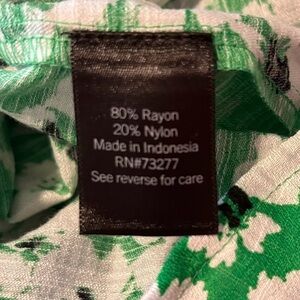 80% Rayon
20% Nylon
Made in Indonesia
RN#73277
See reverse for care